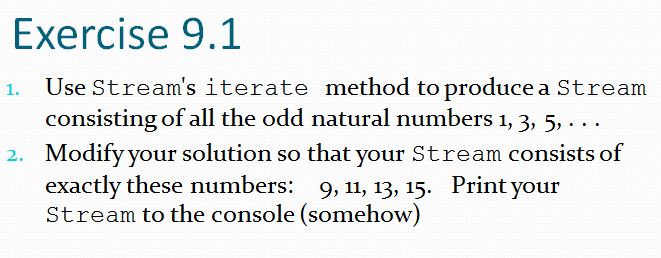 Exercise 9.1
1. Use Stream's iterate method to produce a Stream
consisting of all the odd natural numbers 1, 3, 5, . . .
2. Modify your solution so that your Stream consists of
exactly these numbers: 9, 11, 13, 15. Print your
Stream to the console (somehow)